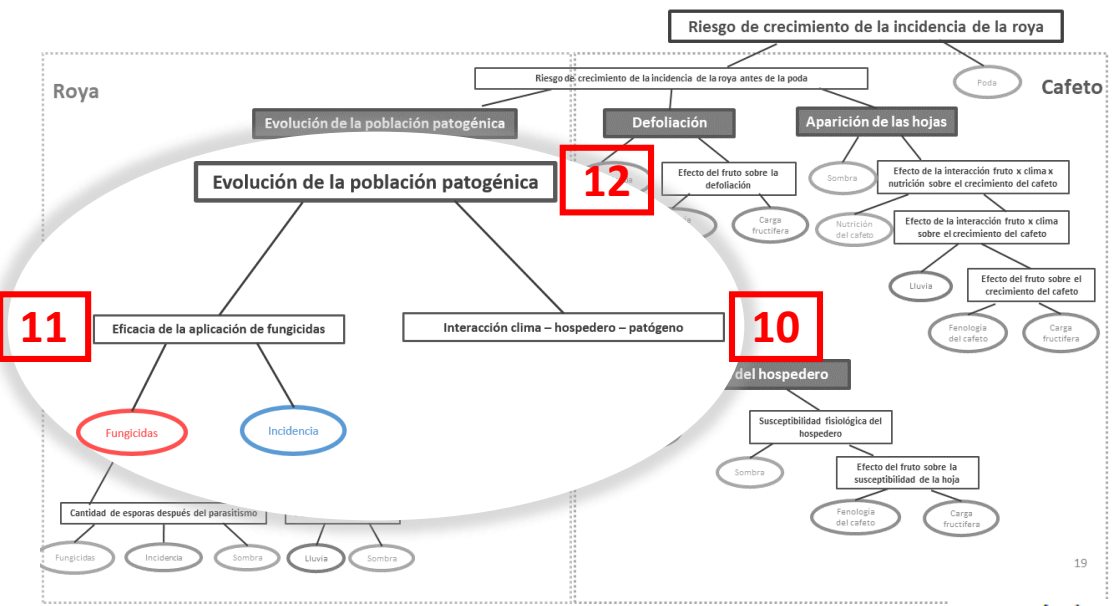 Riesgo de crecimiento de la incidencia de la roya
Roya
Riesgo de crecimiento de la incidencia de la roya antes de la poda
Poda
Cafeto
Evolución de la población patogénica
Defoliación
Aparición de las hojas
Evolución de la población patogénica
12
Efecto del fruto sobre la
defoliación
Sombra
Efecto de la interacción fruto x clima x
nutrición sobre el crecimiento del cafeto
Carga
fructífera
Nutrición
del cafeto
Efecto de la interacción fruto x clima
sobre el crecimiento del cafeto
Lluvia
Efecto del fruto sobre el
crecimiento del cafeto
11
Eficacia de la aplicación de fungicidas
Interacción clima – hospedero – patógeno
10
Fenología
del cafeto
Carga
fructífera
del hospedero
Fungicidas
Incidencia
Susceptibilidad fisiológica del
hospedero
Sombra
Efecto del fruto sobre la
susceptibilidad de la hoja
Cantidad de esporas después del parasitismo
Fenología
del cafeto
Carga
fructífera
Fungicidas
Incidencia
Sombra
Lluvia
Sombra
19